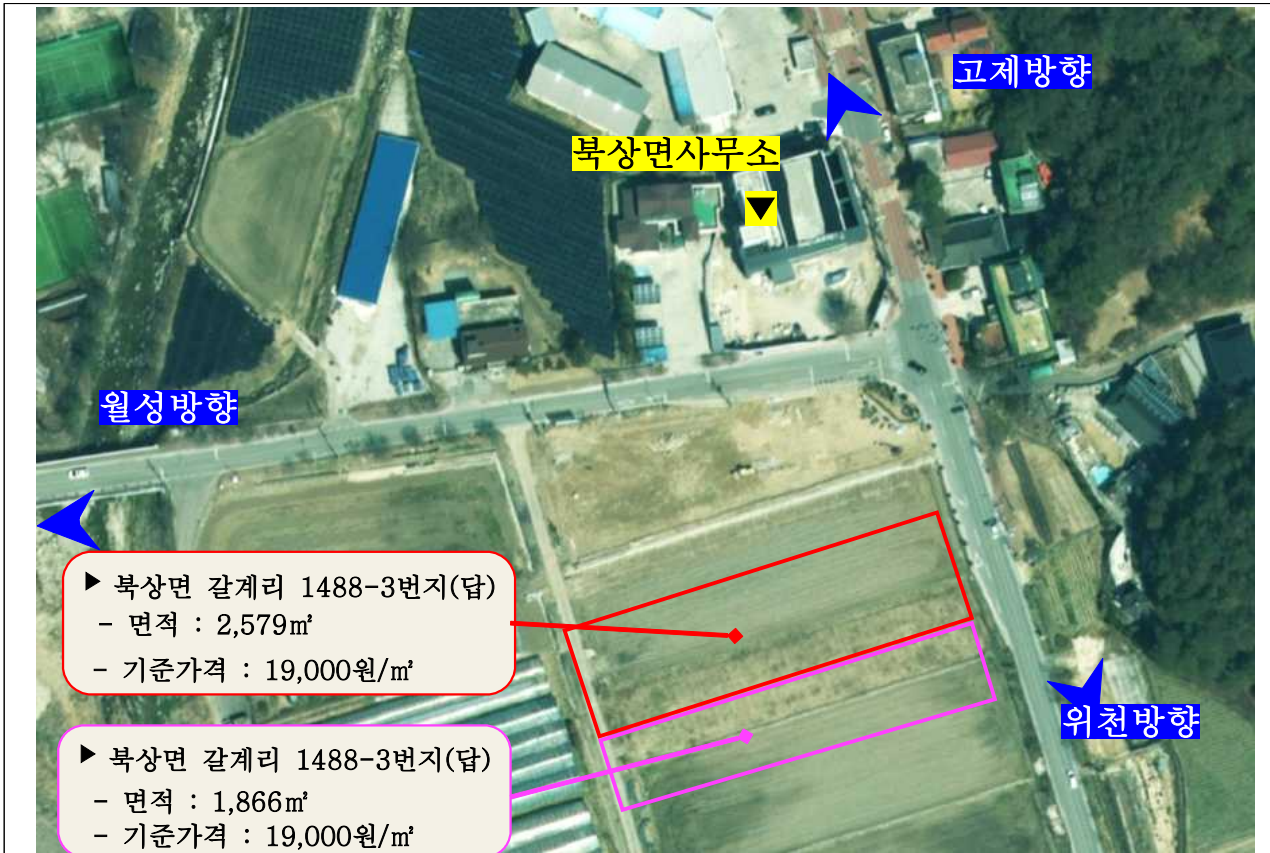 고제방향
북상면사무소
▼
월성방향
▶ 북상면 갈계리 1488-3번지(답)
- 면적 : 2,579㎡
- 기준가격 : 19,000원/㎡
위천방향
▶ 북상면 갈계리 1488-3번지(답)
- 면적 : 1,866㎡
- 기준가격 : 19,000원/㎡